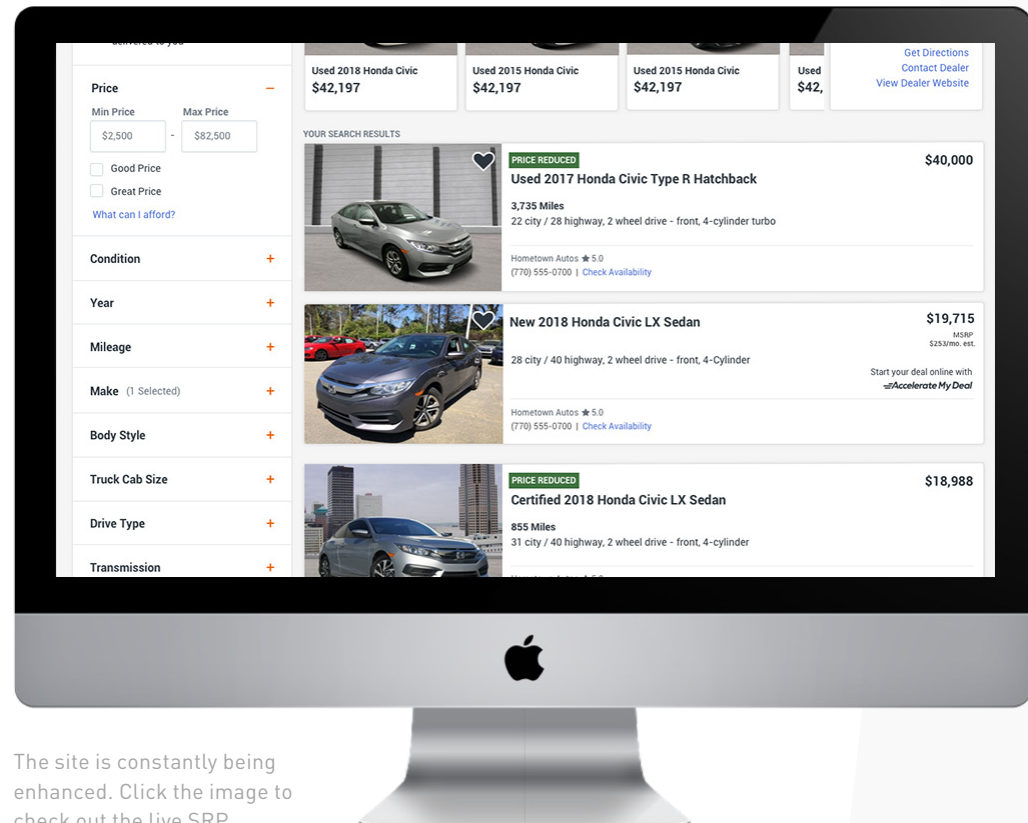 delivered to you
Price
−
Min Price
Max Price
$2,500
-
$82,500
Good Price
Great Price
What can I afford?
Condition
+
Year
+
Mileage
+
Make (1 Selected)
+
Body Style
+
Truck Cab Size
+
Drive Type
+
Transmission
+
Used 2018 Honda Civic
$42,197
Used 2015 Honda Civic
$42,197
Used 2015 Honda Civic
$42,197
Used
$42,
Get Directions
Contact Dealer
View Dealer Website
YOUR SEARCH RESULTS
PRICE REDUCED
$40,000
Used 2017 Honda Civic Type R Hatchback
3,735 Miles
22 city / 28 highway, 2 wheel drive - front, 4-cylinder turbo
Hometown Autos ★ 5.0
(770) 555-0700 | Check Availability
New 2018 Honda Civic LX Sedan
$19,715
MSRP
$253/mo. est.
28 city / 40 highway, 2 wheel drive - front, 4-Cylinder
Start your deal online with
Accelerate My Deal
Hometown Autos ★ 5.0
(770) 555-0700 | Check Availability
PRICE REDUCED
$18,988
Certified 2018 Honda Civic LX Sedan
855 Miles
31 city / 40 highway, 2 wheel drive - front, 4-cylinder
The site is constantly being
enhanced. Click the image to
check out the live SRP